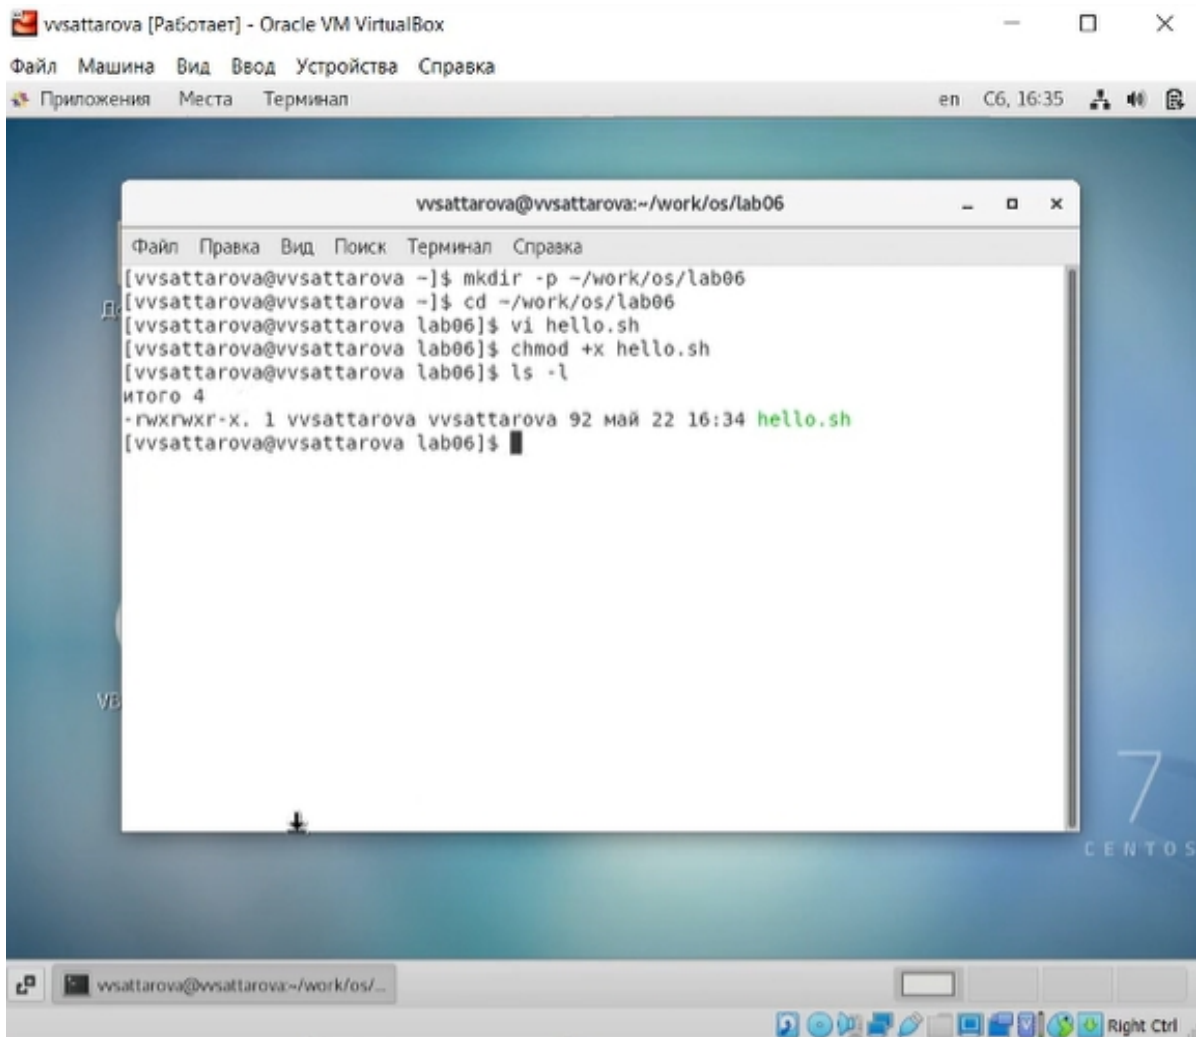 vvsattarova [Работает] - Oracle VM VirtualBox
Файл Машина Вид Ввод Устройства Справка
Приложения Места Терминал en Сб, 16:35
vvsattarova@vvsattarova:~/work/os/lab06
Файл Правка Вид Поиск Терминал Справка
[vvsattarova@vvsattarova ~]$ mkdir -p ~/work/os/lab06
[vvsattarova@vvsattarova ~]$ cd ~/work/os/lab06
[vvsattarova@vvsattarova lab06]$ vi hello.sh
[vvsattarova@vvsattarova lab06]$ chmod +x hello.sh
[vvsattarova@vvsattarova lab06]$ ls -l
итого 4
-rwxrwxr-x. 1 vvsattarova vvsattarova 92 май 22 16:34 hello.sh
[vvsattarova@vvsattarova lab06]$
VB
7
CENTOS
vvsattarova@vvsattarova:~/work/os/...
Right Ctrl